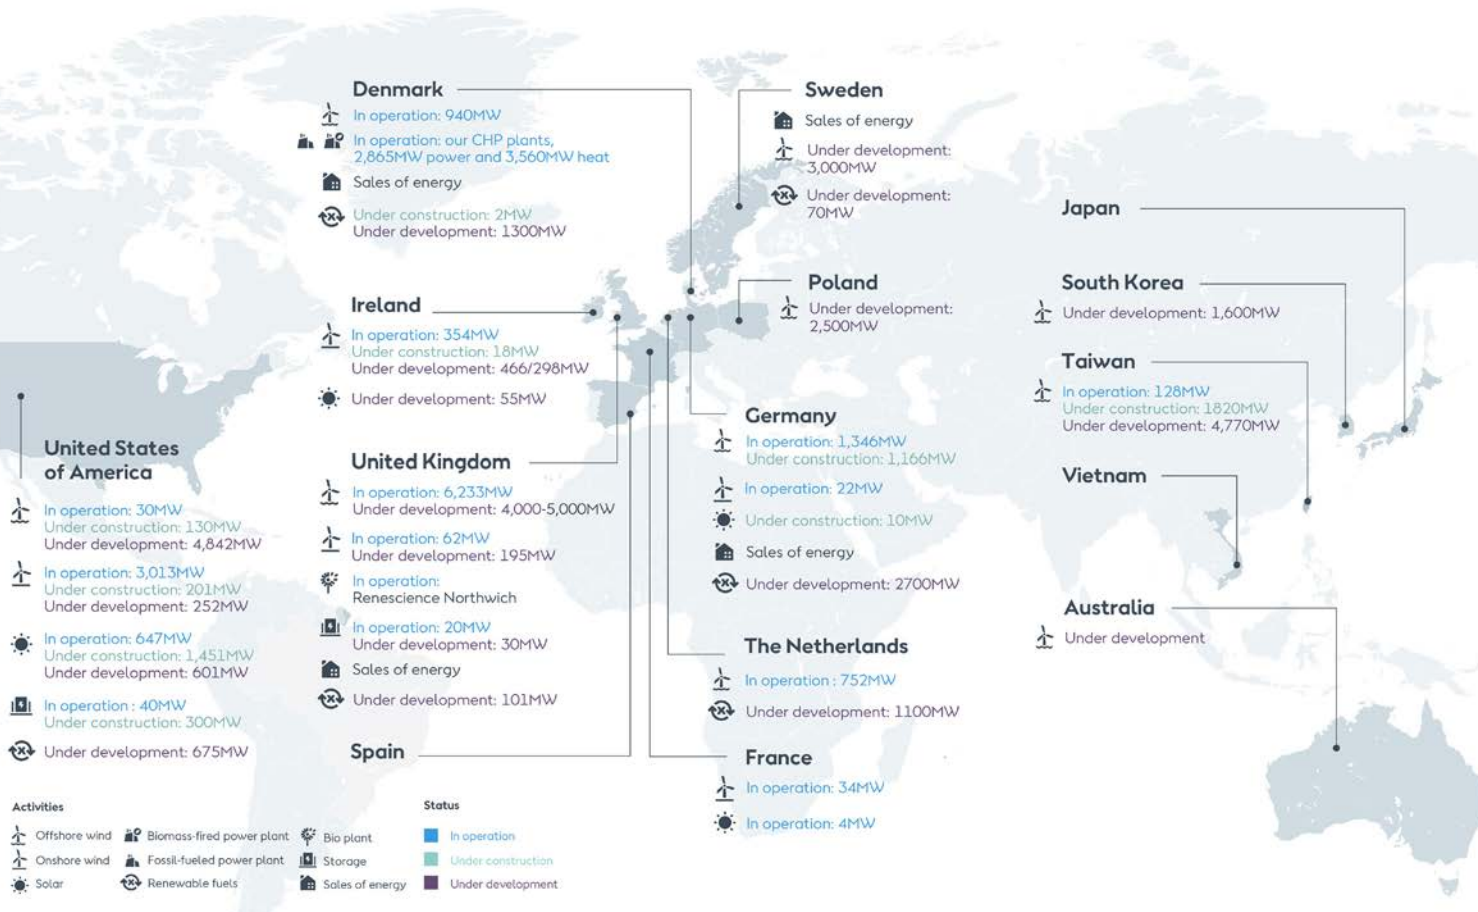 Denmark
In operation: 940MW
In operation: our CHP plants,
2,865MW power and 3,560MW heat
Sales of energy
Under construction: 2MW
Under development: 1300MW
Sweden
Sales of energy
Under development:
3,000MW
Under development:
70MW
Japan
Ireland
In operation: 354MW
Under construction: 18MW
Under development: 466/298MW
Under development: 55MW
Poland
Under development:
2,500MW
South Korea
Under development: 1,600MW
Taiwan
In operation: 128MW
Under construction: 1820MW
Under development: 4,770MW
United States
of America
In operation: 30MW
Under construction: 130MW
Under development: 4,842MW
In operation: 3,013MW
Under construction: 201MW
Under development: 252MW
In operation: 647MW
Under construction: 1,451MW
Under development: 601MW
In operation : 40MW
Under construction: 300MW
Under development: 675MW
United Kingdom
In operation: 6,233MW
Under development: 4,000-5,000MW
In operation: 62MW
Under development: 195MW
In operation:
Renescience Northwich
In operation: 20MW
Under development: 30MW
Sales of energy
Under development: 101MW
Spain
Germany
In operation: 1,346MW
Under construction: 1,166MW
In operation: 22MW
Under construction: 10MW
Sales of energy
Under development: 2700MW
The Netherlands
In operation : 752MW
Under development: 1100MW
France
In operation: 34MW
In operation: 4MW
Vietnam
Australia
Under development
Activities
Offshore wind
Biomass-fired power plant
Bio plant
Onshore wind
Fossil-fueled power plant
Storage
Solar
Renewable fuels
Sales of energy
Status
In operation
Under construction
Under development